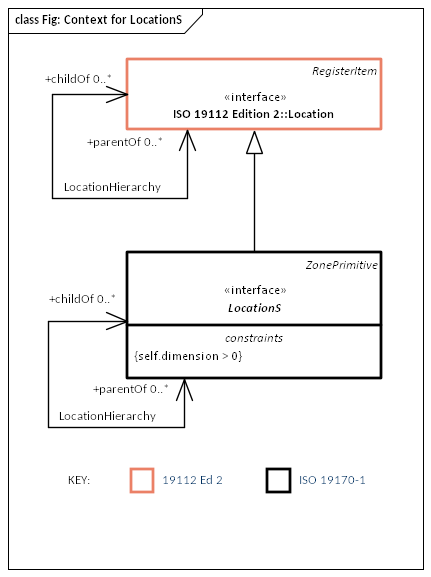 class Fig: Context for LocationS
RegisterItem
+childOf 0..*
«interface»
ISO 19112 Edition 2::Location
+parentOf 0..*
LocationHierarchy
ZonePrimitive
«interface»
+childOf 0..*
LocationS
constraints
{self.dimension > 0}
+parentOf 0..*
LocationHierarchy
KEY: 19112 Ed 2 ISO 19170-1